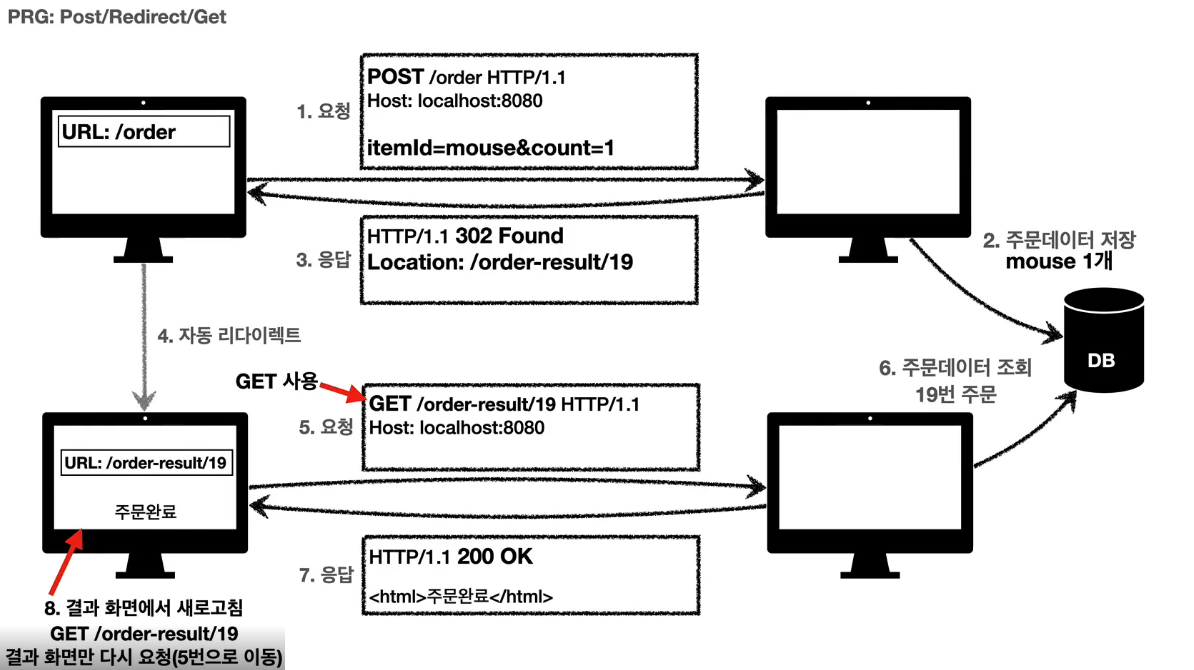 PRG: Post/Redirect/Get
URL: /order
1. 요청
POST /order HTTP/1.1
Host: localhost:8080
itemId=mouse&count=1
3. 응답
HTTP/1.1 302 Found
Location: /order-result/19
2. 주문데이터 저장
mouse 1개
DB
4. 자동 리다이렉트
GET 사용
5. 요청
GET /order-result/19 HTTP/1.1
Host: localhost:8080
6. 주문데이터 조회
19번 주문
URL: /order-result/19
주문완료
7. 응답
HTTP/1.1 200 OK
<html>주문완료</html>
8. 결과 화면에서 새로고침
GET /order-result/19
결과 화면만 다시 요청(5번으로 이동)